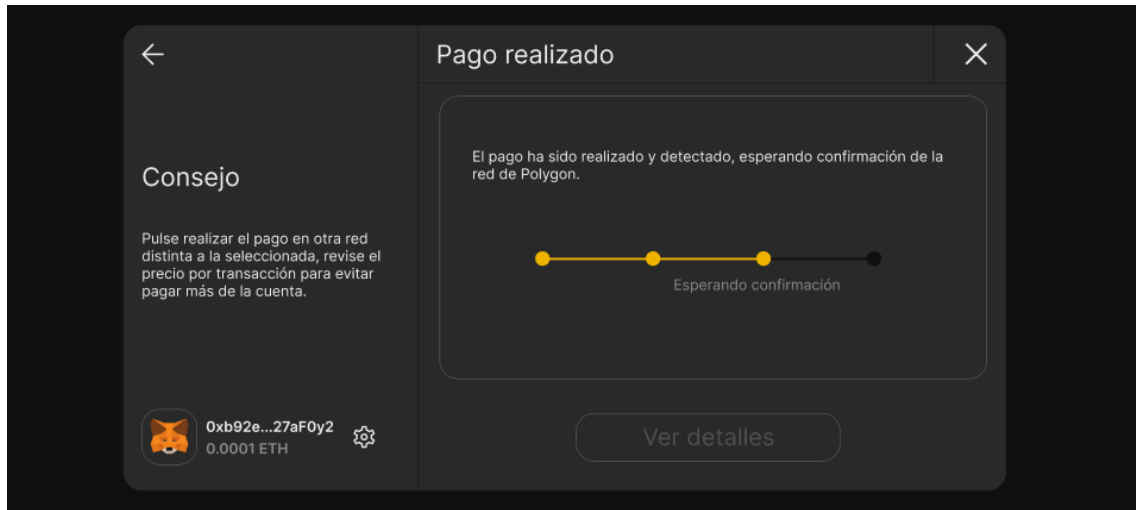 Pago realizado
Consejo
Pulse realizar el pago en otra red
distinta a la seleccionada, revise el
precio por transacción para evitar
pagar más de la cuenta.
0xb92e...27aF0y2
0.0001 ETH
El pago ha sido realizado y detectado, esperando confirmación de la
red de Polygon.
Esperando confirmación
Ver detalles